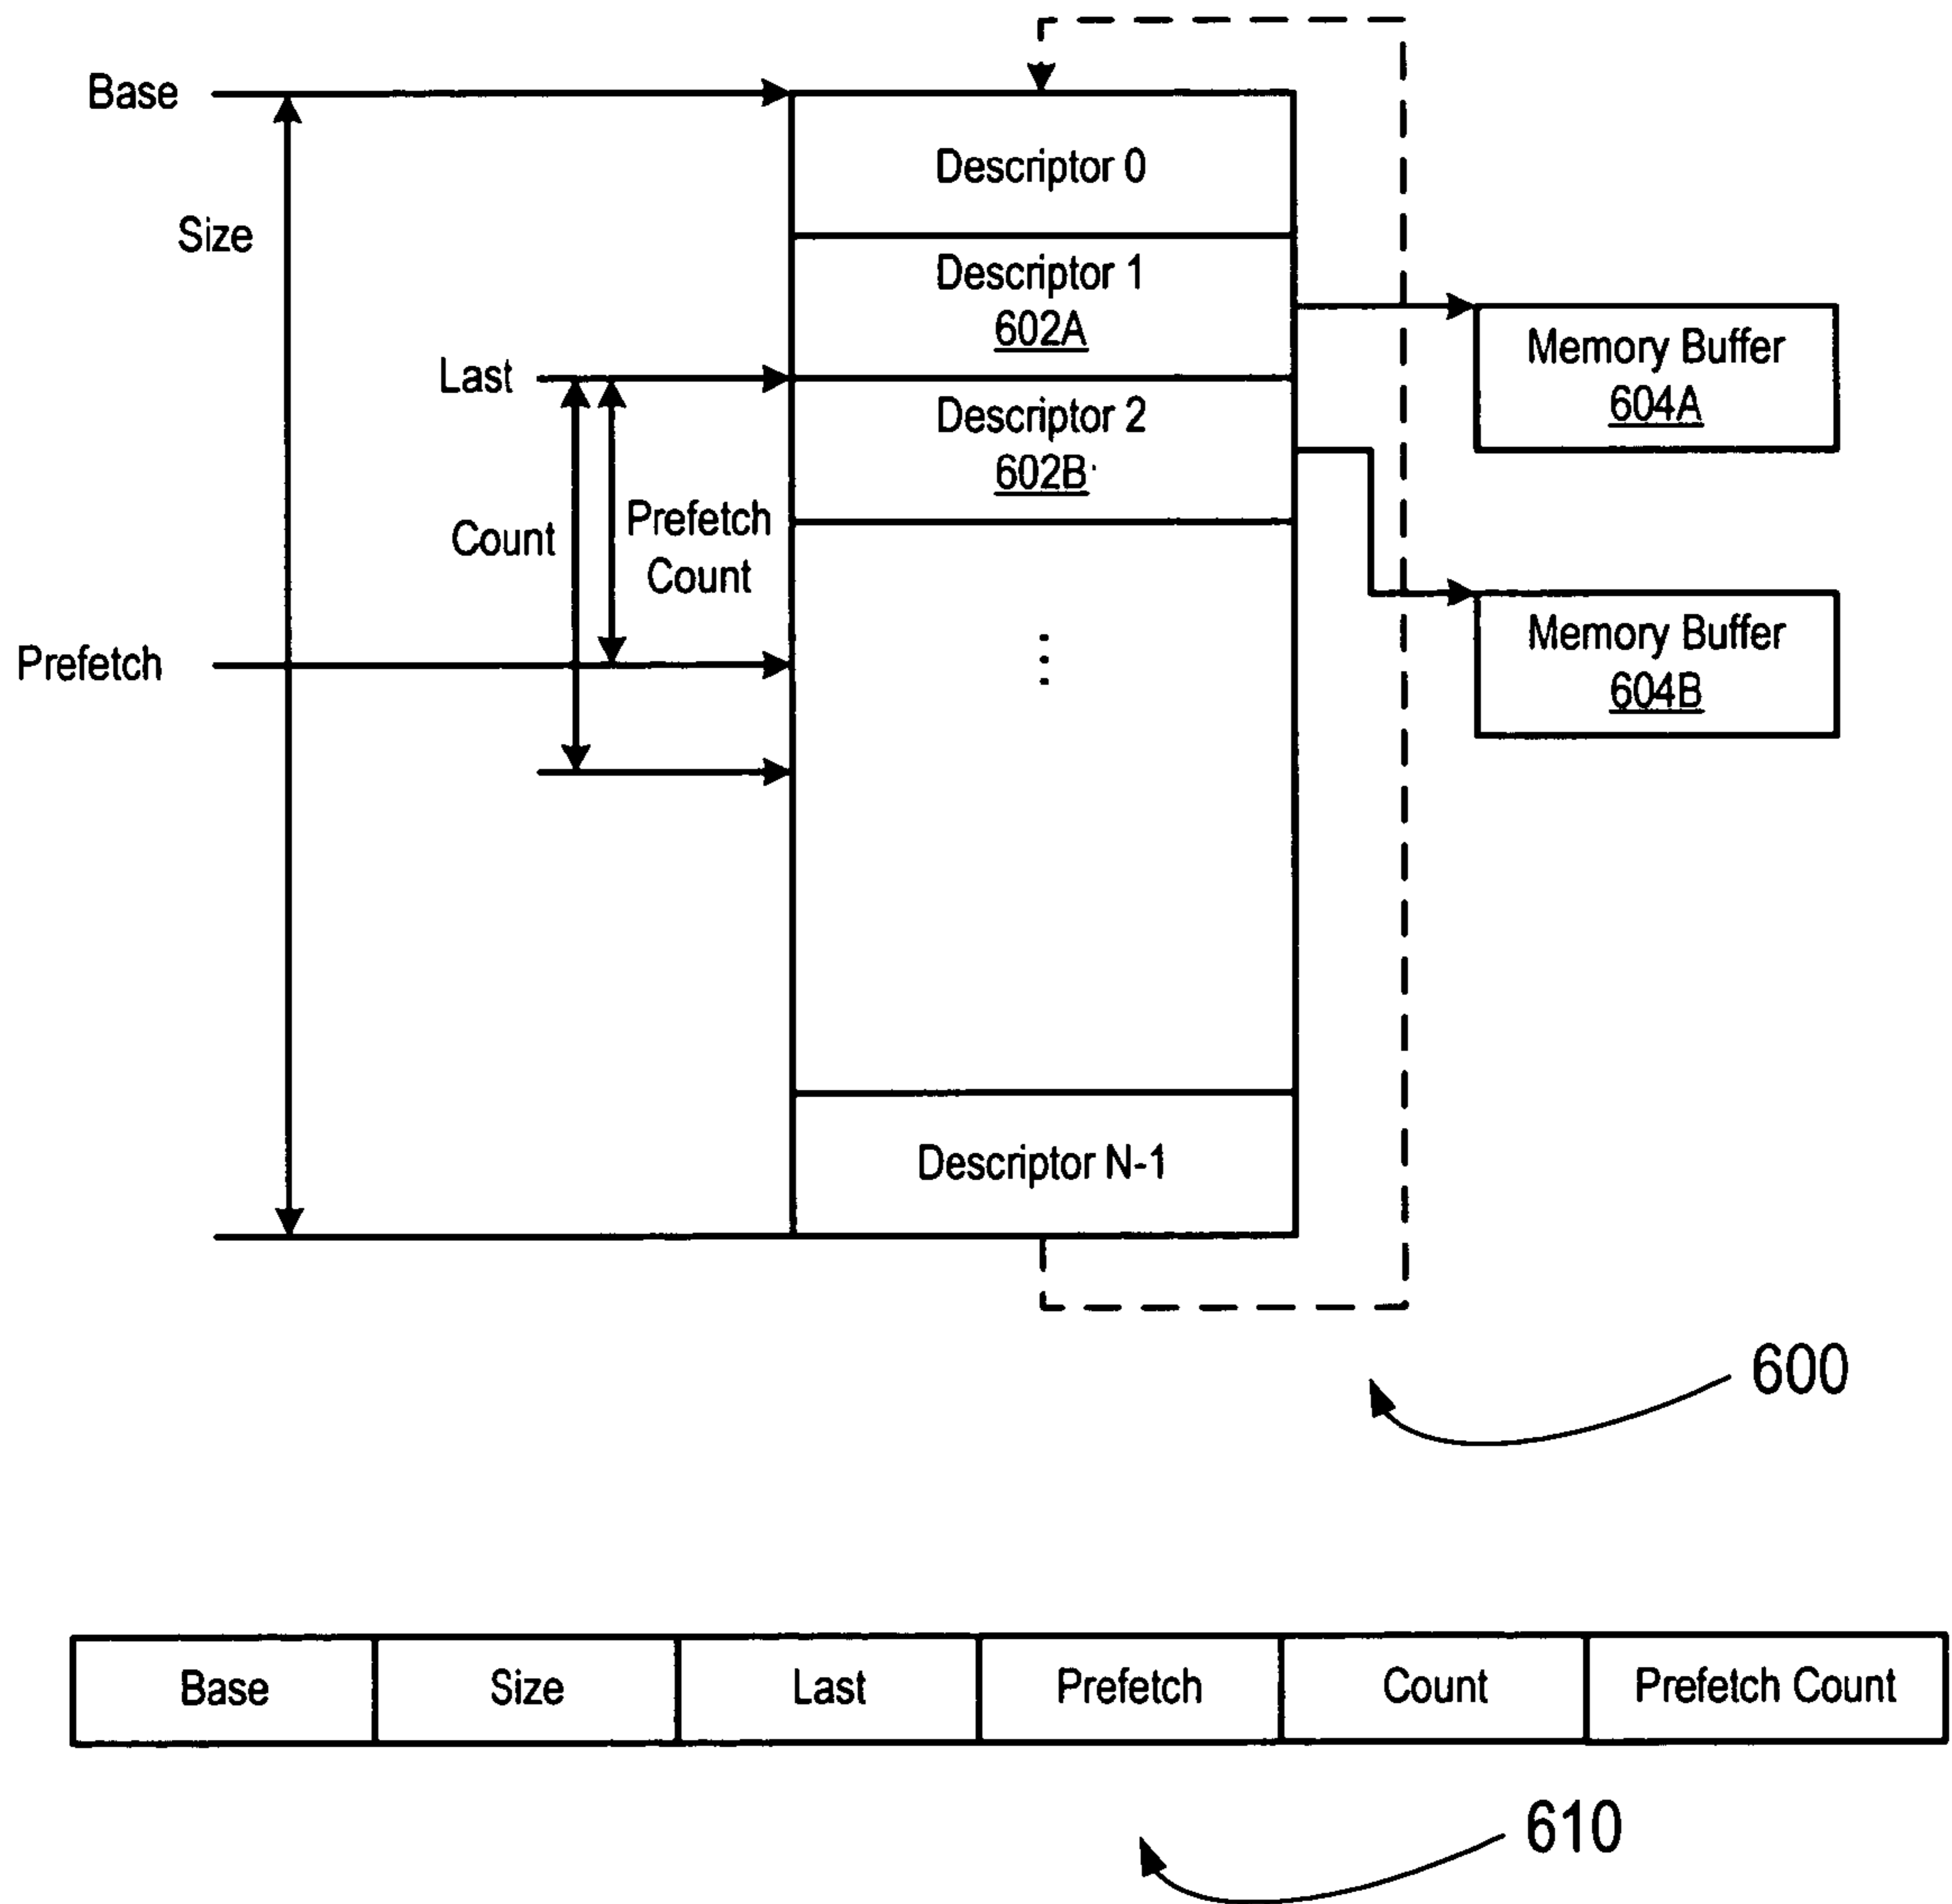 Base
Descriptor 0
Size
Descriptor 1
602A
Memory Buffer
604A
Last
Descriptor 2
602B
Prefetch
Count
Count
Memory Buffer
604B
Prefetch
Descriptor N-1
600
Base Size Last Prefetch Count Prefetch Count
610